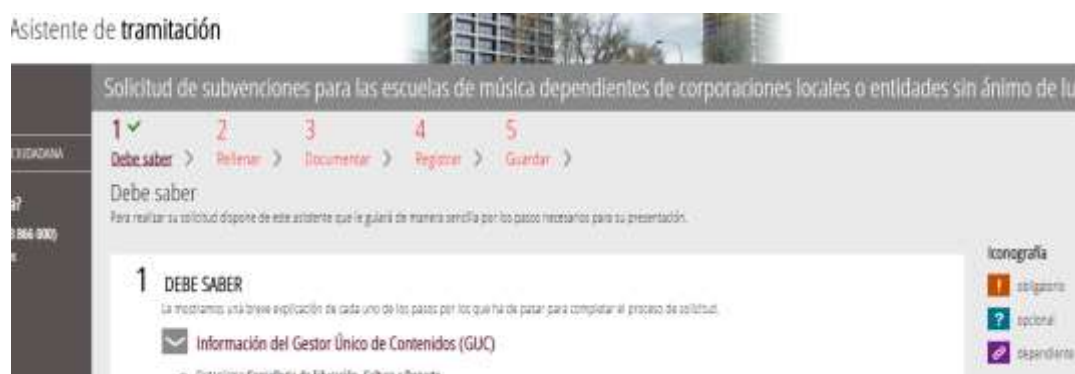 Asistente de tramitación
Solicitud de subvenciones para las escuelas de música dependientes de corporaciones locales o entidades sin ánimo de lu
1 2 3 4 5
CIUDADANA Debe saber > Rellenar > Documentar > Registrar > Guardar >
Debe saber
Para realizar su solicitud dispone de este asistente que le guiará de manera sencilla por los pasos necesarios para su presentación.
866 000)
Iconografía
1 DEBE SABER
! obligatorio
Le mostramos una breve explicación de cada uno de los pasos por los que ha de pasar para completar el proceso de solicitud.
? opcional
Información del Gestor Único de Contenidos (GUC)
dependiente